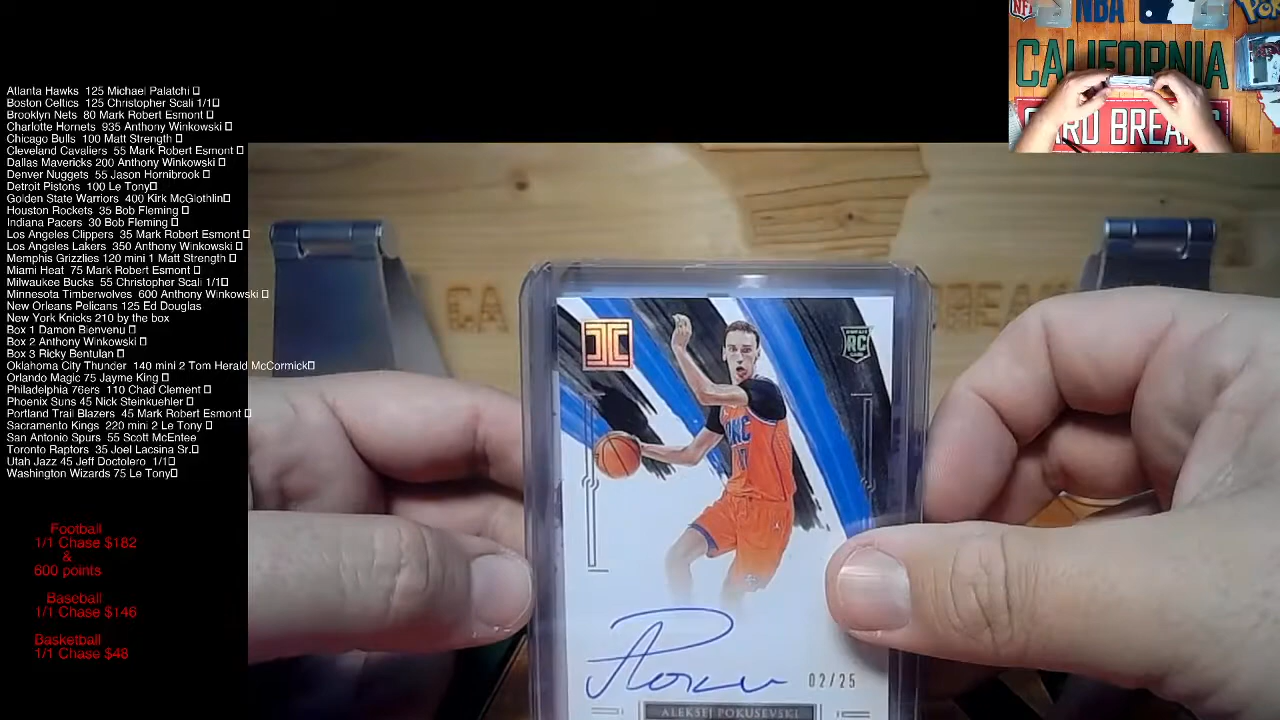 Atlanta Hawks 125 Michael Palatchi
Boston Celtics 125 Christopher Scali 1/1
Brooklyn Nets 80 Mark Robert Esmont
Charlotte Hornets 935 Anthony Winkowski
Chicago Bulls 100 Matt Strength
Cleveland Cavaliers 55 Mark Robert Esmont
Dallas Mavericks 200 Anthony Winkowski
Denver Nuggets 55 Jason Hornibrook
Detroit Pistons 100 Le Tony
Golden State Warriors 400 Kirk McGlothlin
Houston Rockets 35 Bob Fleming
Indiana Pacers 30 Bob Fleming
Los Angeles Clippers 35 Mark Robert Esmont
Los Angeles Lakers 350 Anthony Winkowski
Memphis Grizzlies 120 mini 1 Matt Strength
Miami Heat 75 Mark Robert Esmont
Milwaukee Bucks 55 Christopher Scali 1/1
Minnesota Timberwolves 600 Anthony Winkowski
New Orleans Pelicans 125 Ed Douglas
New York Knicks 210 by the box
Box 1 Damon Bienvenu
Box 2 Anthony Winkowski
Box 3 Ricky Bentulan
Oklahoma City Thunder 140 mini 2 Tom Herald McCormick
Orlando Magic 75 Jayme King
Philadelphia 76ers 110 Chad Clement
Phoenix Suns 45 Nick Steinkuehler
Portland Trail Blazers 45 Mark Robert Esmont
Sacramento Kings 220 mini 2 Le Tony
San Antonio Spurs 55 Scott McEntee
Toronto Raptors 35 Joel Lacsina Sr.
Utah Jazz 45 Jeff Doctolero 1/1
Washington Wizards 75 Le Tony
Football
1/1 Chase $182
&
600 points
Baseball
1/1 Chase $146
Basketball
1/1 Chase $48
NFL NBA
CALIFORNIA
CARD BREAKS
CA BREA
RC
02/25
ALEKSEJ POKUSEVSKI